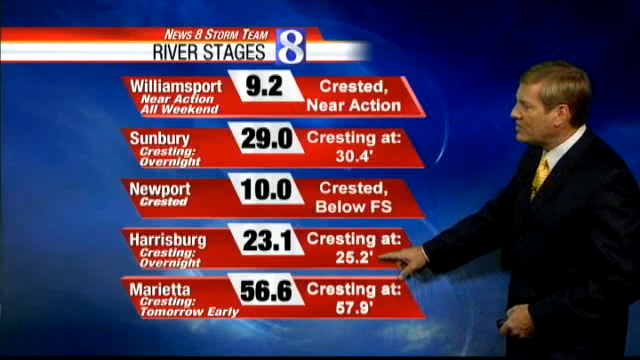 News 8 Storm Team
RIVER STAGES 8
Williamsport 9.2 Crested,
Near Action Near Action
All Weekend
Sunbury 29.0 Cresting at:
Cresting: 30.4'
Overnight
Newport 10.0 Crested,
Crested Below FS
Harrisburg 23.1 Cresting at:
Cresting: 25.2'
Overnight
Marietta 56.6 Cresting at:
Cresting: 57.9'
Tomorrow Early